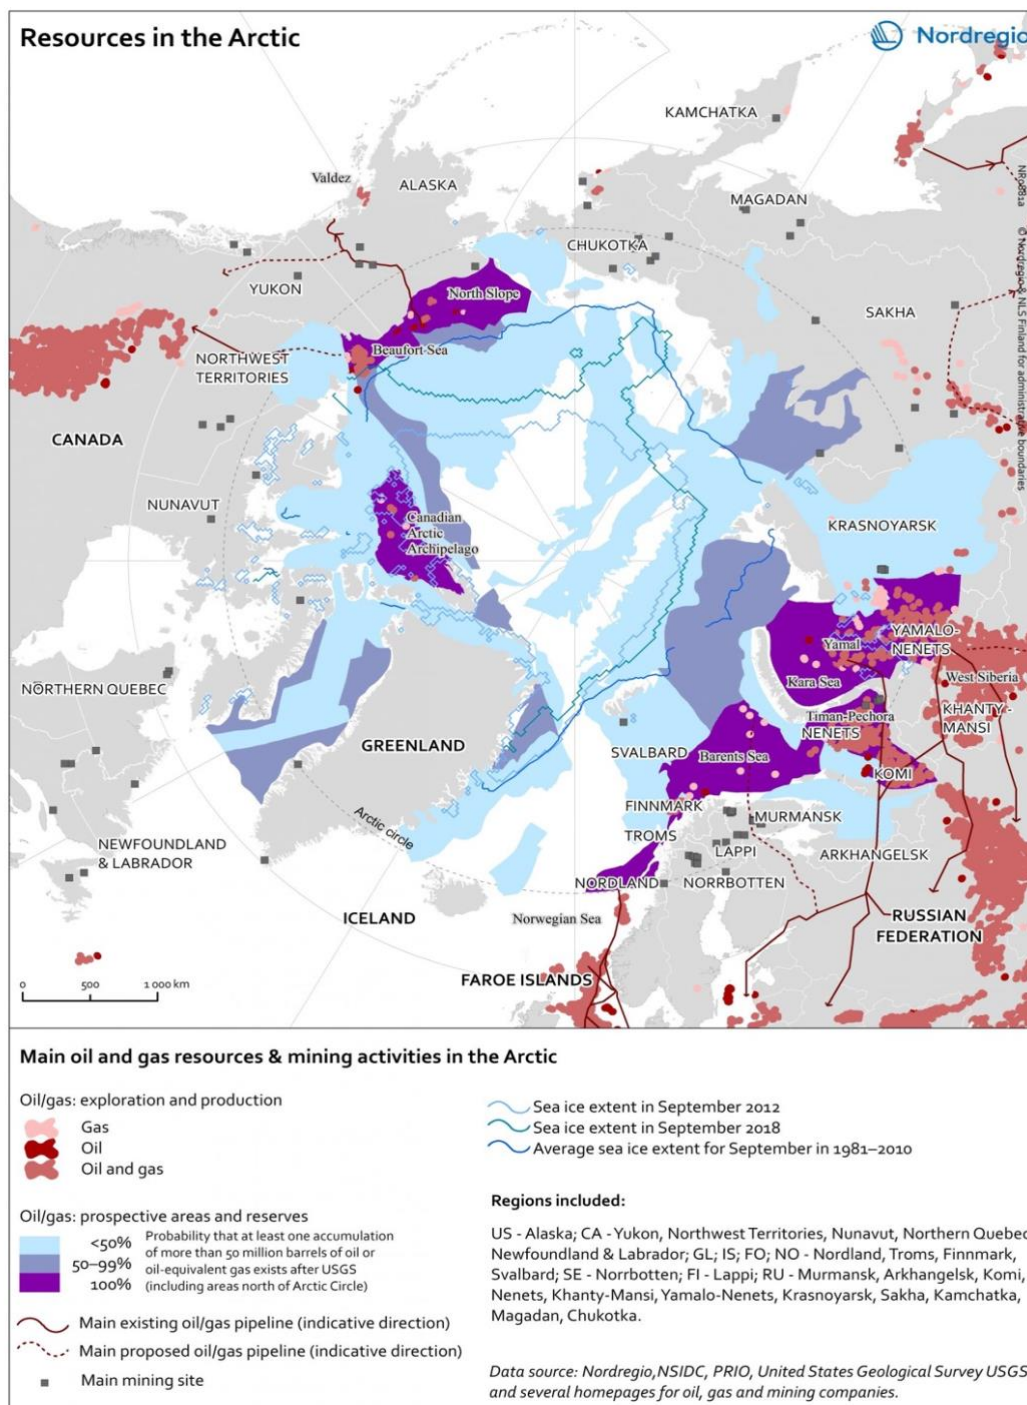 Resources in the Arctic
Nordregio
KAMCHATKA
Valdez
ALASKA
MAGADAN
CHUKOTKA
NR0881a © Nordregio & NLS Finland for administrative boundaries
YUKON
North Slope
SAKHA
Beaufort Sea
NORTHWEST
TERRITORIES
CANADA
NUNAVUT
Canadian
Arctic
Archipelago
KRASNOYARSK
YAMALO-
NENETS
Yamal
West Siberia
Kara Sea
NORTHERN QUEBEC
Timan-Pechora
NENETS
KHANTY -
MANSI
GREENLAND
SVALBARD
Barents Sea
KOMI
FINNMARK
MURMANSK
Arctic circle
TROMS
NEWFOUNDLAND
& LABRADOR
LAPPI
ARKHANGELSK
NORDLAND
NORRBOTTEN
ICELAND
Norwegian Sea
RUSSIAN
FEDERATION
FAROE ISLANDS
0 500 1 000 km
Main oil and gas resources & mining activities in the Arctic
Oil/gas: exploration and production
Gas
Oil
Oil and gas
Oil/gas: prospective areas and reserves
<50%
50–99%
100%
Probability that at least one accumulation
of more than 50 million barrels of oil or
oil-equivalent gas exists after USGS
(including areas north of Arctic Circle)
Main existing oil/gas pipeline (indicative direction)
Main proposed oil/gas pipeline (indicative direction)
Main mining site
Sea ice extent in September 2012
Sea ice extent in September 2018
Average sea ice extent for September in 1981–2010
Regions included:
US - Alaska; CA - Yukon, Northwest Territories, Nunavut, Northern Quebec
Newfoundland & Labrador; GL; IS; FO; NO - Nordland, Troms, Finnmark,
Svalbard; SE - Norrbotten; FI - Lappi; RU - Murmansk, Arkhangelsk, Komi,
Nenets, Khanty-Mansi, Yamalo-Nenets, Krasnoyarsk, Sakha, Kamchatka,
Magadan, Chukotka.
Data source: Nordregio,NSIDC, PRIO, United States Geological Survey USGS
and several homepages for oil, gas and mining companies.